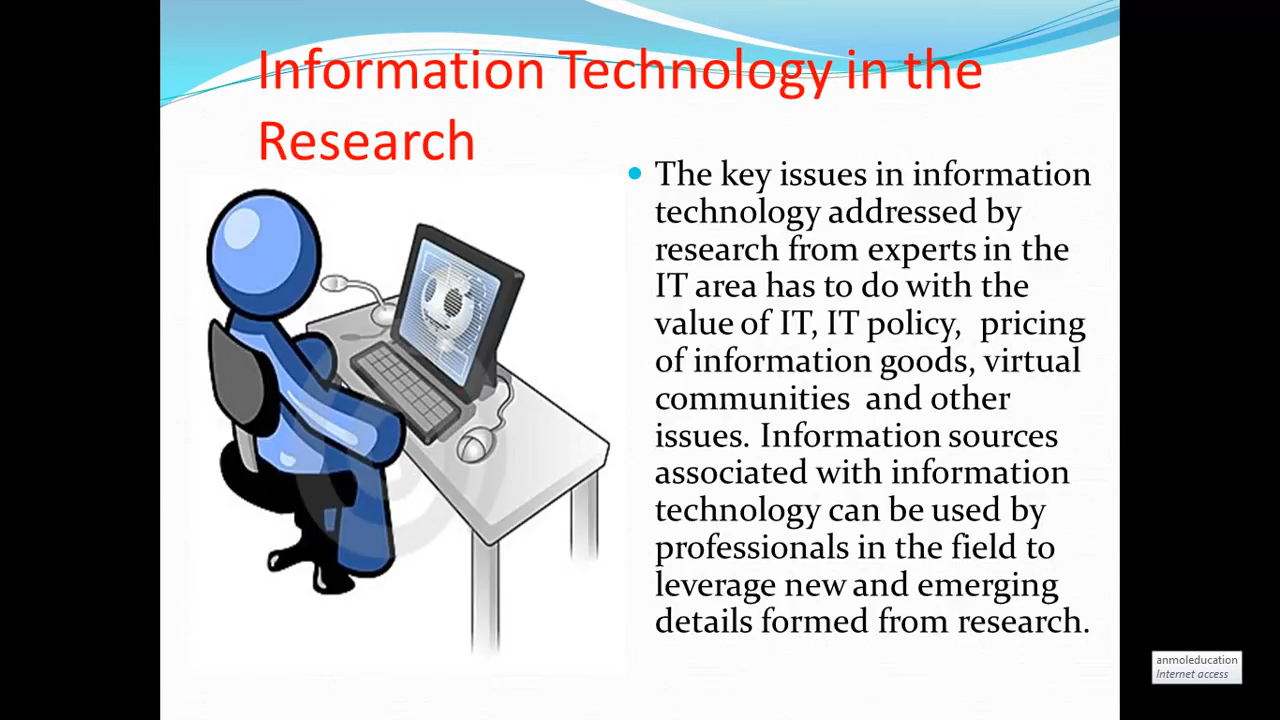 Information Technology in the
Research
The key issues in information
technology addressed by
research from experts in the
IT area has to do with the
value of IT, IT policy, pricing
of information goods, virtual
communities and other
issues. Information sources
associated with information
technology can be used by
professionals in the field to
leverage new and emerging
details formed from research.
anmoleducation
Internet access